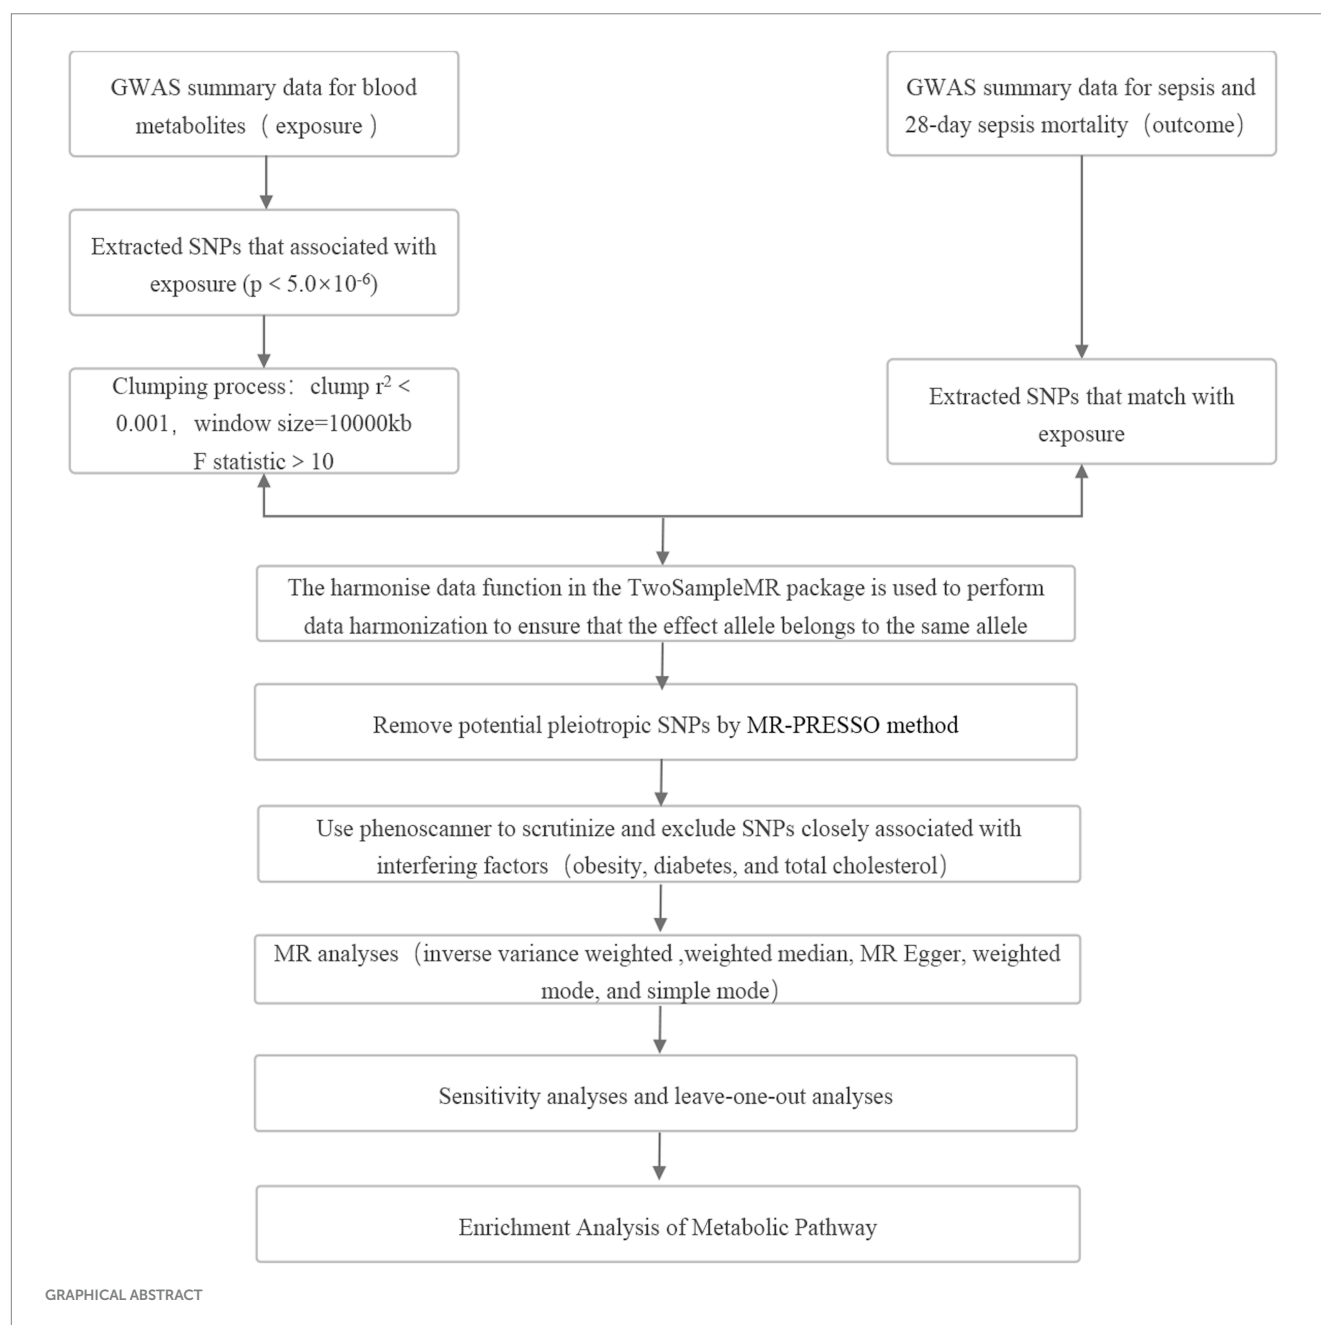 GWAS summary data for blood
metabolites（ exposure ）
GWAS summary data for sepsis and
28-day sepsis mortality（outcome）
Extracted SNPs that associated with
exposure (p < 5.0×10⁻⁶)
Clumping process： clump r² <
0.001， window size=10000kb
F statistic > 10
Extracted SNPs that match with
exposure
The harmonise data function in the TwoSampleMR package is used to perform
data harmonization to ensure that the effect allele belongs to the same allele
Remove potential pleiotropic SNPs by MR-PRESSO method
Use phenoscanner to scrutinize and exclude SNPs closely associated with
interfering factors（obesity, diabetes, and total cholesterol）
MR analyses（inverse variance weighted ,weighted median, MR Egger, weighted
mode, and simple mode）
Sensitivity analyses and leave-one-out analyses
Enrichment Analysis of Metabolic Pathway
GRAPHICAL ABSTRACT